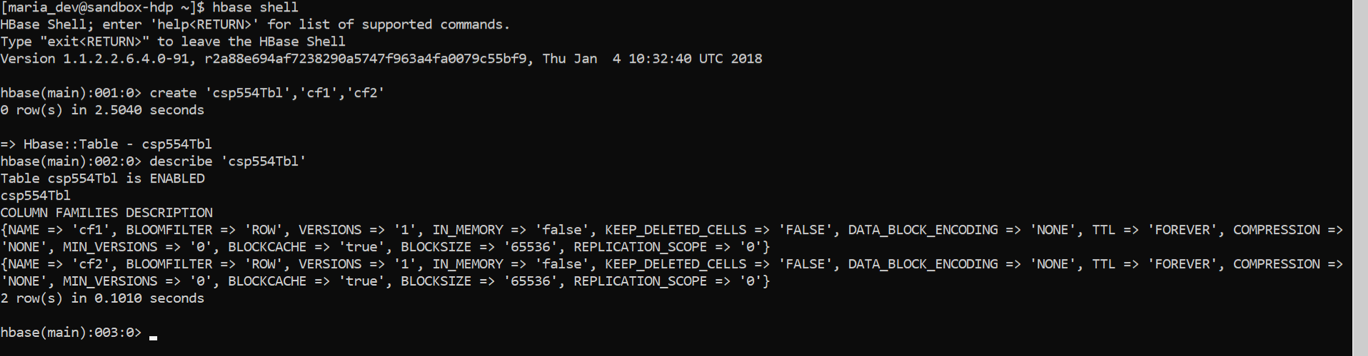 [maria_dev@sandbox-hdp ~]$ hbase shell
HBase Shell; enter 'help<RETURN>' for list of supported commands.
Type "exit<RETURN>" to leave the HBase Shell
Version 1.1.2.2.6.4.0-91, r2a88e694af7238290a5747f963a4fa0079c55bf9, Thu Jan  4 10:32:40 UTC 2018
hbase(main):001:0> create 'csp554Tbl','cf1','cf2'
0 row(s) in 2.5040 seconds
=> Hbase::Table - csp554Tbl
hbase(main):002:0> describe 'csp554Tbl'
Table csp554Tbl is ENABLED
csp554Tbl
COLUMN FAMILIES DESCRIPTION
{NAME => 'cf1', BLOOMFILTER => 'ROW', VERSIONS => '1', IN_MEMORY => 'false', KEEP_DELETED_CELLS => 'FALSE', DATA_BLOCK_ENCODING => 'NONE', TTL => 'FOREVER', COMPRESSION =>
'NONE', MIN_VERSIONS => '0', BLOCKCACHE => 'true', BLOCKSIZE => '65536', REPLICATION_SCOPE => '0'}
{NAME => 'cf2', BLOOMFILTER => 'ROW', VERSIONS => '1', IN_MEMORY => 'false', KEEP_DELETED_CELLS => 'FALSE', DATA_BLOCK_ENCODING => 'NONE', TTL => 'FOREVER', COMPRESSION =>
'NONE', MIN_VERSIONS => '0', BLOCKCACHE => 'true', BLOCKSIZE => '65536', REPLICATION_SCOPE => '0'}
2 row(s) in 0.1010 seconds
hbase(main):003:0>